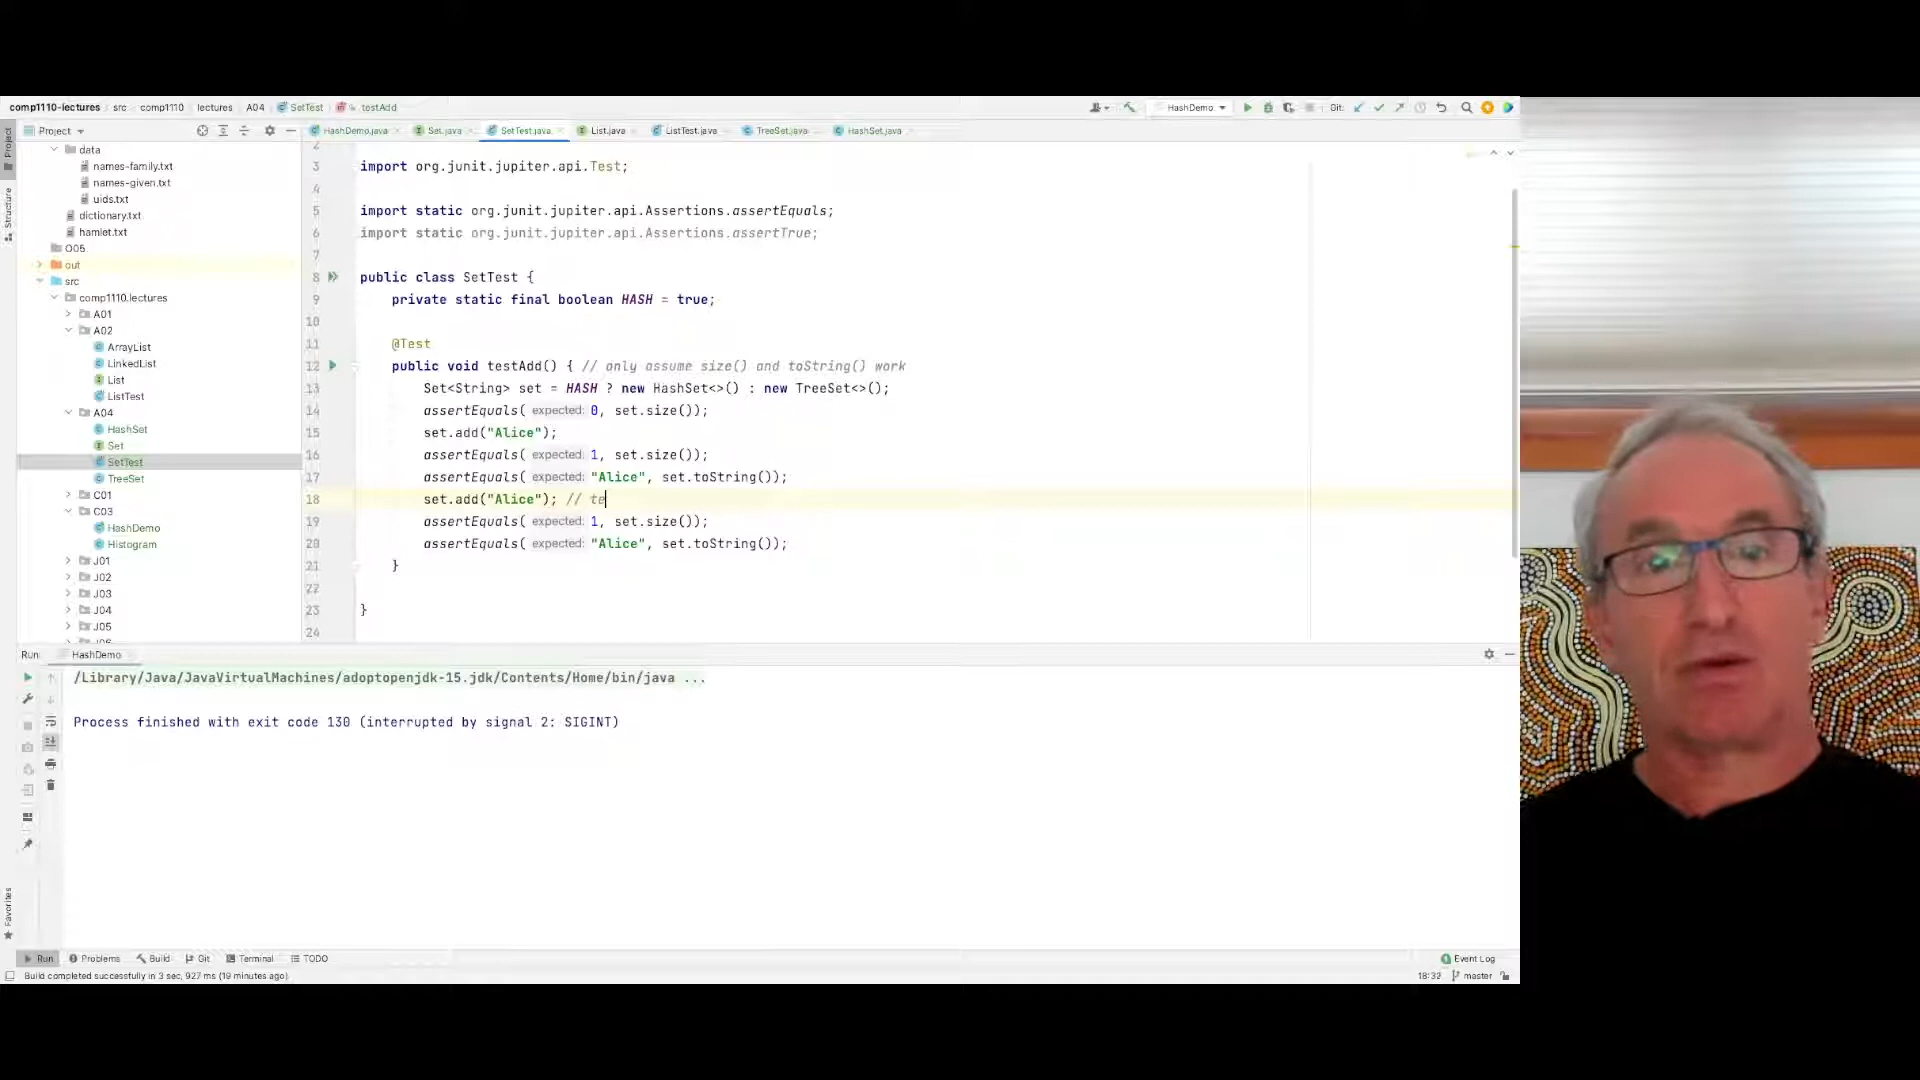 comp1110-lectures src comp1110 lectures A04 SetTest testAdd HashDemo Git:
Project HashDemo.java Set.java SetTest.java List.java ListTest.java TreeSet.java HashSet.java
Project
Structure
Favorites
data
names-family.txt
names-given.txt
uids.txt
dictionary.txt
hamlet.txt
O05
out
src
comp1110.lectures
A01
A02
ArrayList
LinkedList
List
ListTest
A04
HashSet
Set
SetTest
TreeSet
C01
C03
HashDemo
Histogram
J01
J02
J03
J04
J05
J06
2
3 import org.junit.jupiter.api.Test;
4
5 import static org.junit.jupiter.api.Assertions.assertEquals;
6 import static org.junit.jupiter.api.Assertions.assertTrue;
7
8 public class SetTest {
9 private static final boolean HASH = true;
10
11 @Test
12 public void testAdd() { // only assume size() and toString() work
13 Set<String> set = HASH ? new HashSet<>() : new TreeSet<>();
14 assertEquals( expected: 0, set.size());
15 set.add("Alice");
16 assertEquals( expected: 1, set.size());
17 assertEquals( expected: "Alice", set.toString());
18 set.add("Alice"); // te
19 assertEquals( expected: 1, set.size());
20 assertEquals( expected: "Alice", set.toString());
21 }
22
23 }
24
Run: HashDemo
/Library/Java/JavaVirtualMachines/adoptopenjdk-15.jdk/Contents/Home/bin/java ...
Process finished with exit code 130 (interrupted by signal 2: SIGINT)
Run Problems Build Git Terminal TODO Event Log
Build completed successfully in 3 sec, 927 ms (19 minutes ago) 18:32 master